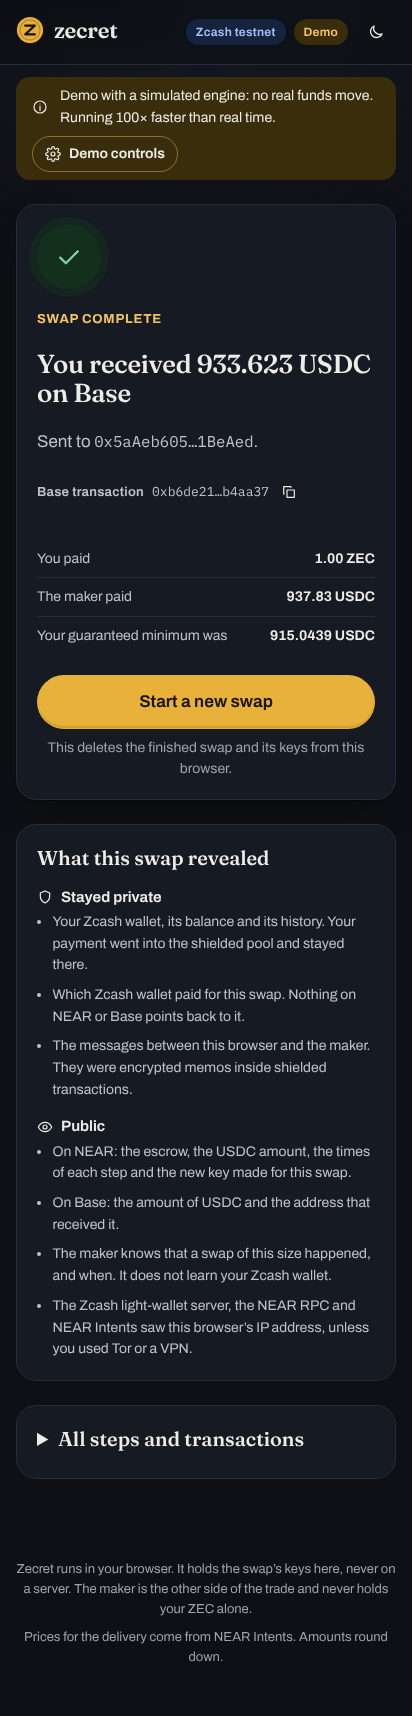 zecret
Zcash testnet
Demo
Demo with a simulated engine: no real funds move.
Running 100× faster than real time.
Demo controls
SWAP COMPLETE
You received 933.623 USDC
on Base
Sent to 0x5aAeb605…1BeAed.
Base transaction 0xb6de21…b4aa37
You paid 1.00 ZEC
The maker paid 937.83 USDC
Your guaranteed minimum was 915.0439 USDC
Start a new swap
This deletes the finished swap and its keys from this
browser.
What this swap revealed
Stayed private
• Your Zcash wallet, its balance and its history. Your
payment went into the shielded pool and stayed
there.
• Which Zcash wallet paid for this swap. Nothing on
NEAR or Base points back to it.
• The messages between this browser and the maker.
They were encrypted memos inside shielded
transactions.
Public
• On NEAR: the escrow, the USDC amount, the times
of each step and the new key made for this swap.
• On Base: the amount of USDC and the address that
received it.
• The maker knows that a swap of this size happened,
and when. It does not learn your Zcash wallet.
• The Zcash light-wallet server, the NEAR RPC and
NEAR Intents saw this browser's IP address, unless
you used Tor or a VPN.
All steps and transactions
Zecret runs in your browser. It holds the swap's keys here, never on
a server. The maker is the other side of the trade and never holds
your ZEC alone.
Prices for the delivery come from NEAR Intents. Amounts round
down.